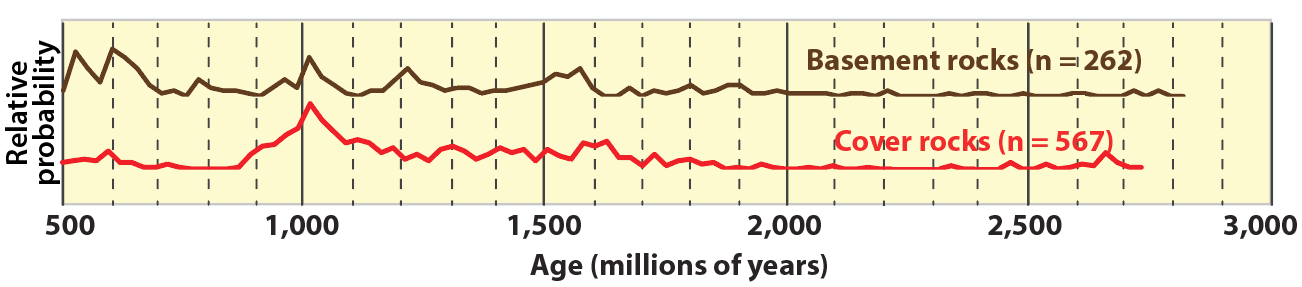 Relative
probability
Basement rocks (n = 262)
Cover rocks (n = 567)
500 1,000 1,500 2,000 2,500 3,000
Age (millions of years)